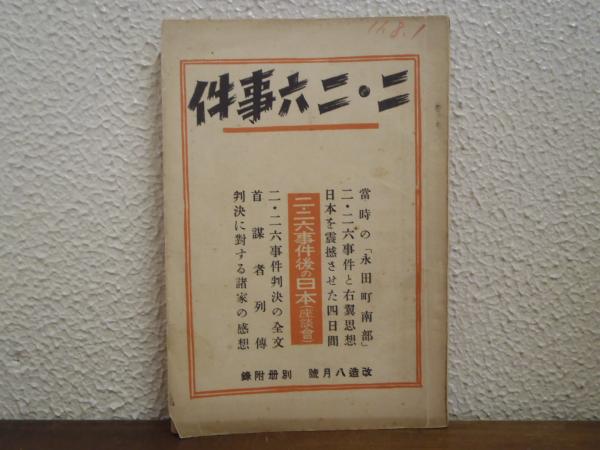 11.8.1
二・二六事件
當時の「永田町南部」
二・二六事件と右翼思想
日本を震撼させた四日間
二・二六事件後の日本(座談會)
二・二六事件判決の全文
首謀者列傳
判決に對する諸家の感想
改造八月號 別册附錄